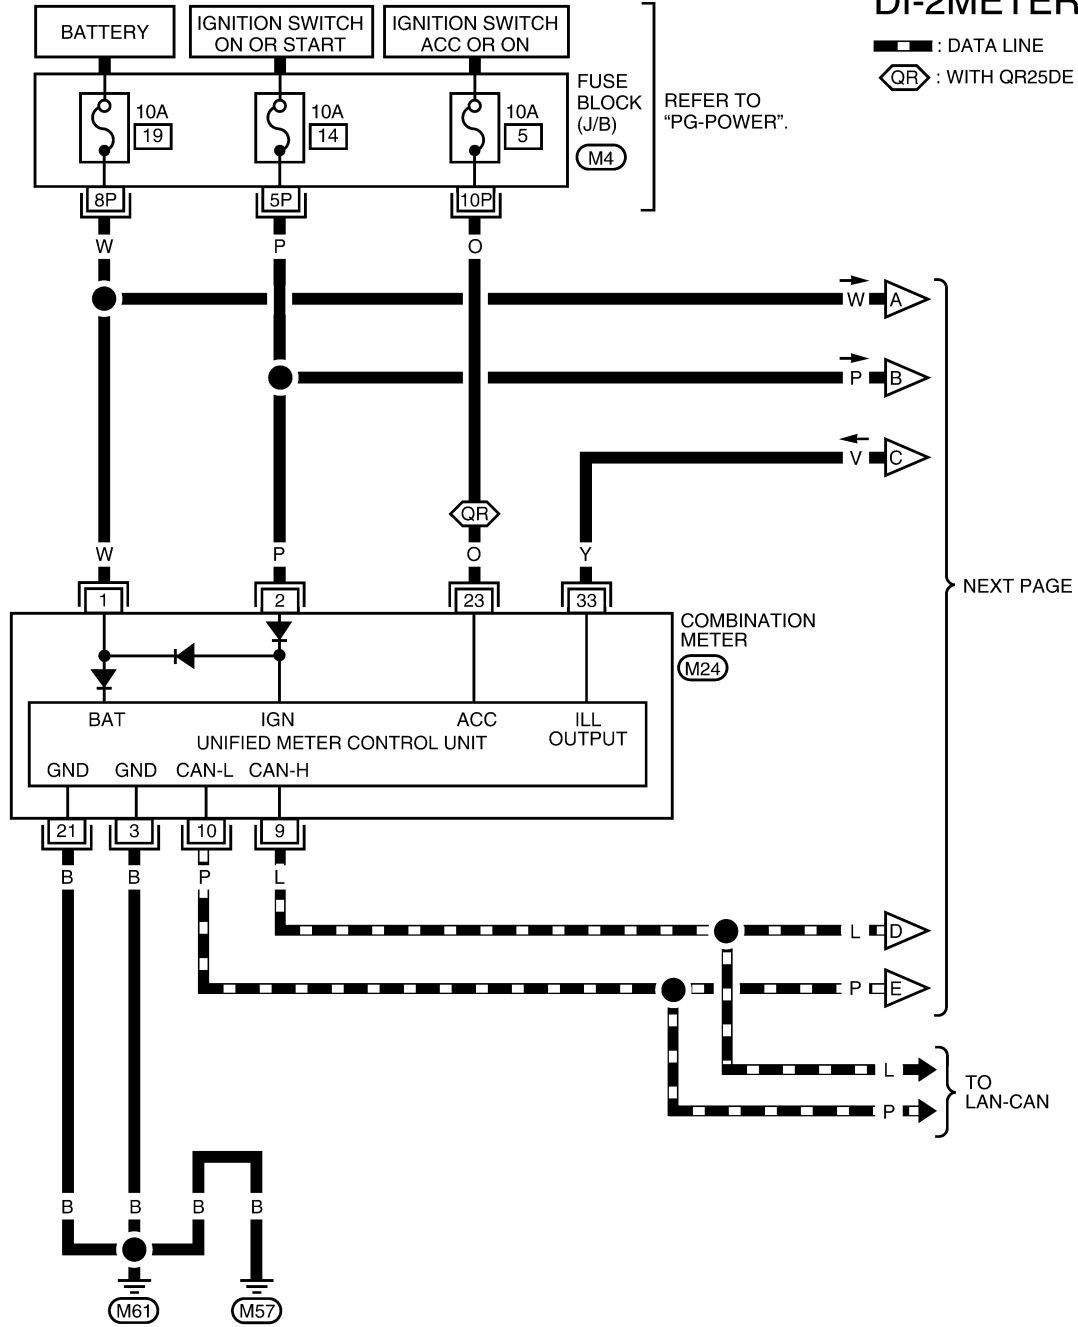 DI-2METER
: DATA LINE
QR : WITH QR25DE
BATTERY
IGNITION SWITCH
ON OR START
IGNITION SWITCH
ACC OR ON
FUSE
BLOCK
(J/B)
M4
REFER TO
“PG-POWER”.
10A
19
10A
14
10A
5
8P
5P
10P
W
P
O
W
A
P
B
V
C
QR
W
P
O
Y
NEXT PAGE
1
2
23
33
COMBINATION
METER
M24
BAT
IGN
ACC
ILL
OUTPUT
UNIFIED METER CONTROL UNIT
GND
GND
CAN-L
CAN-H
21
3
10
9
B
B
P
L
L
D
P
E
L
P
TO
LAN-CAN
B
B
B
B
M61
M57